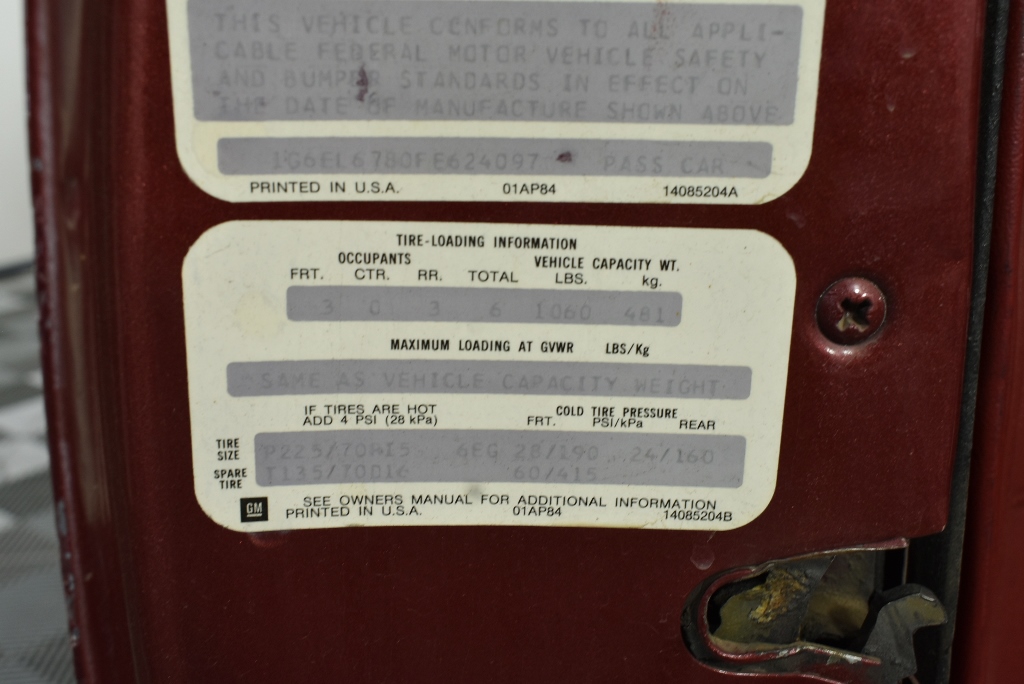 THIS VEHICLE CONFORMS TO ALL APPLI-
CABLE FEDERAL MOTOR VEHICLE SAFETY
AND BUMPER STANDARDS IN EFFECT ON
THE DATE OF MANUFACTURE SHOWN ABOVE
1G6EL6780FE624097 PASS CAR
PRINTED IN U.S.A. 01AP84 14085204A
TIRE-LOADING INFORMATION
OCCUPANTS VEHICLE CAPACITY WT.
FRT. CTR. RR. TOTAL LBS. kg.
3 0 3 6 1060 481
MAXIMUM LOADING AT GVWR LBS/Kg
SAME AS VEHICLE CAPACITY WEIGHT
IF TIRES ARE HOT COLD TIRE PRESSURE
ADD 4 PSI (28 kPa) FRT. PSI/kPa REAR
TIRE SIZE P225/70R15 28/190 24/160
SPARE TIRE T135/70D16 60/415
SEE OWNERS MANUAL FOR ADDITIONAL INFORMATION
GM PRINTED IN U.S.A. 01AP84 14085204B